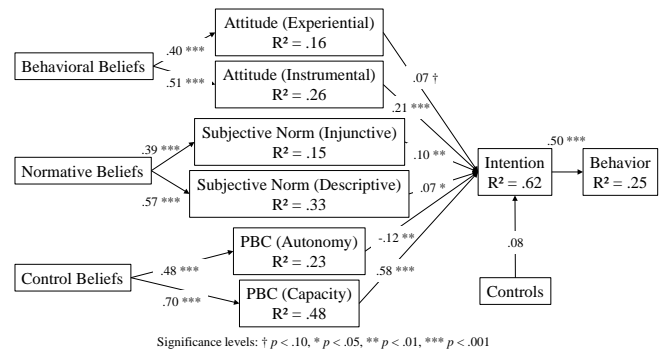 Attitude (Experiential)
R² = .16
.40 ***
Behavioral Beliefs
.51 ***
Attitude (Instrumental)
R² = .26
.07 †
.21 ***
Subjective Norm (Injunctive)
R² = .15
.39 ***
.10 **
Normative Beliefs
.57 ***
Subjective Norm (Descriptive)
R² = .33
.07 *
Intention
R² = .62
.50 ***
Behavior
R² = .25
PBC (Autonomy)
R² = .23
-.12 **
.48 ***
Control Beliefs
.70 ***
PBC (Capacity)
R² = .48
.58 ***
.08
Controls
Significance levels: † p < .10, * p < .05, ** p < .01, *** p < .001